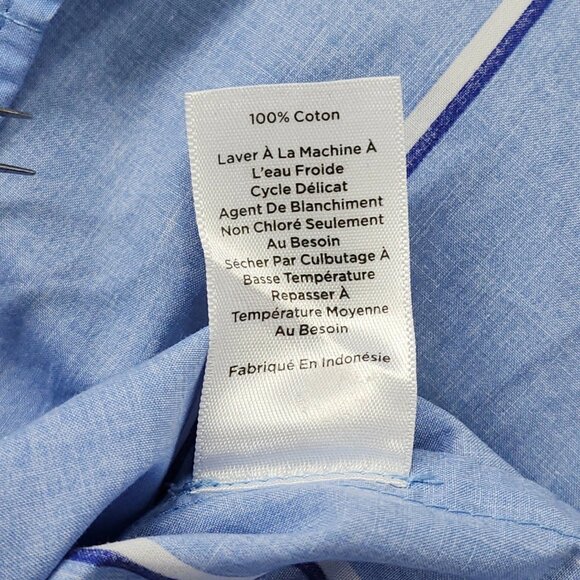 100% Coton
Laver À La Machine À
L'eau Froide
Cycle Délicat
Agent De Blanchiment
Non Chloré Seulement
Au Besoin
Sécher Par Culbutage À
Basse Température
Repasser À
Température Moyenne
Au Besoin
Fabriqué En Indonésie